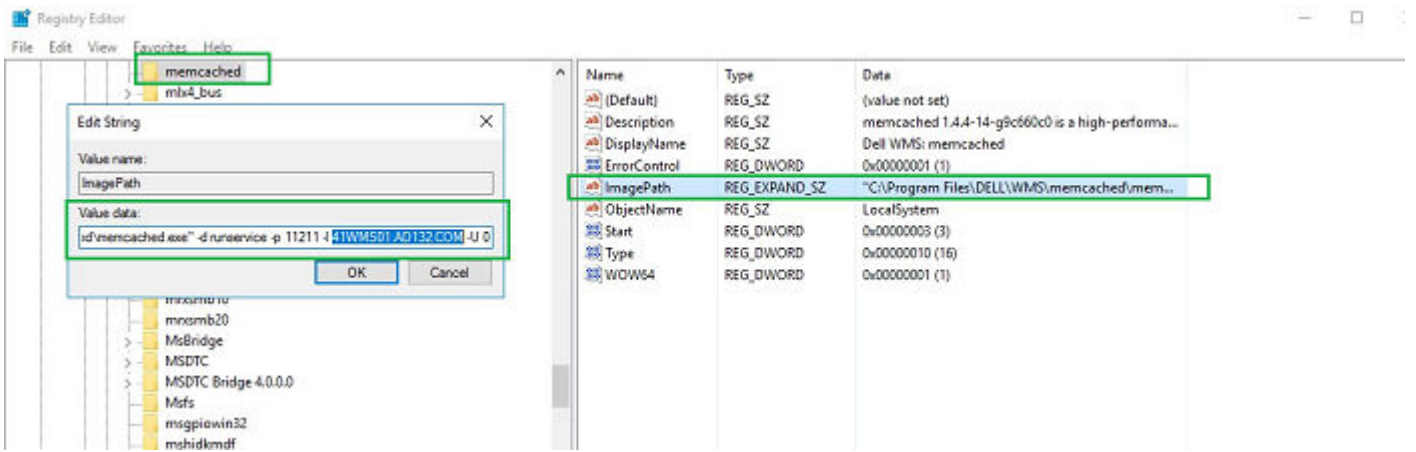 Registry Editor
File Edit View Favorites Help
memcached
mlx4_bus
Edit String
Value name:
ImagePath
Value data:
:d\memcached.exe" -d runservice -p 11211 -l 41WMS01.AD132.COM -U 0
OK Cancel
mrxsmb10
mrxsmb20
MsBridge
MSDTC
MSDTC Bridge 4.0.0.0
Msfs
msgpiowin32
mshidkmdf
Name Type Data
(Default) REG_SZ (value not set)
Description REG_SZ memcached 1.4.4-14-g9c660c0 is a high-performa...
DisplayName REG_SZ Dell WMS: memcached
ErrorControl REG_DWORD 0x00000001 (1)
ImagePath REG_EXPAND_SZ "C:\Program Files\DELL\WMS\memcached\mem...
ObjectName REG_SZ LocalSystem
Start REG_DWORD 0x00000003 (3)
Type REG_DWORD 0x00000010 (16)
WOW64 REG_DWORD 0x00000001 (1)